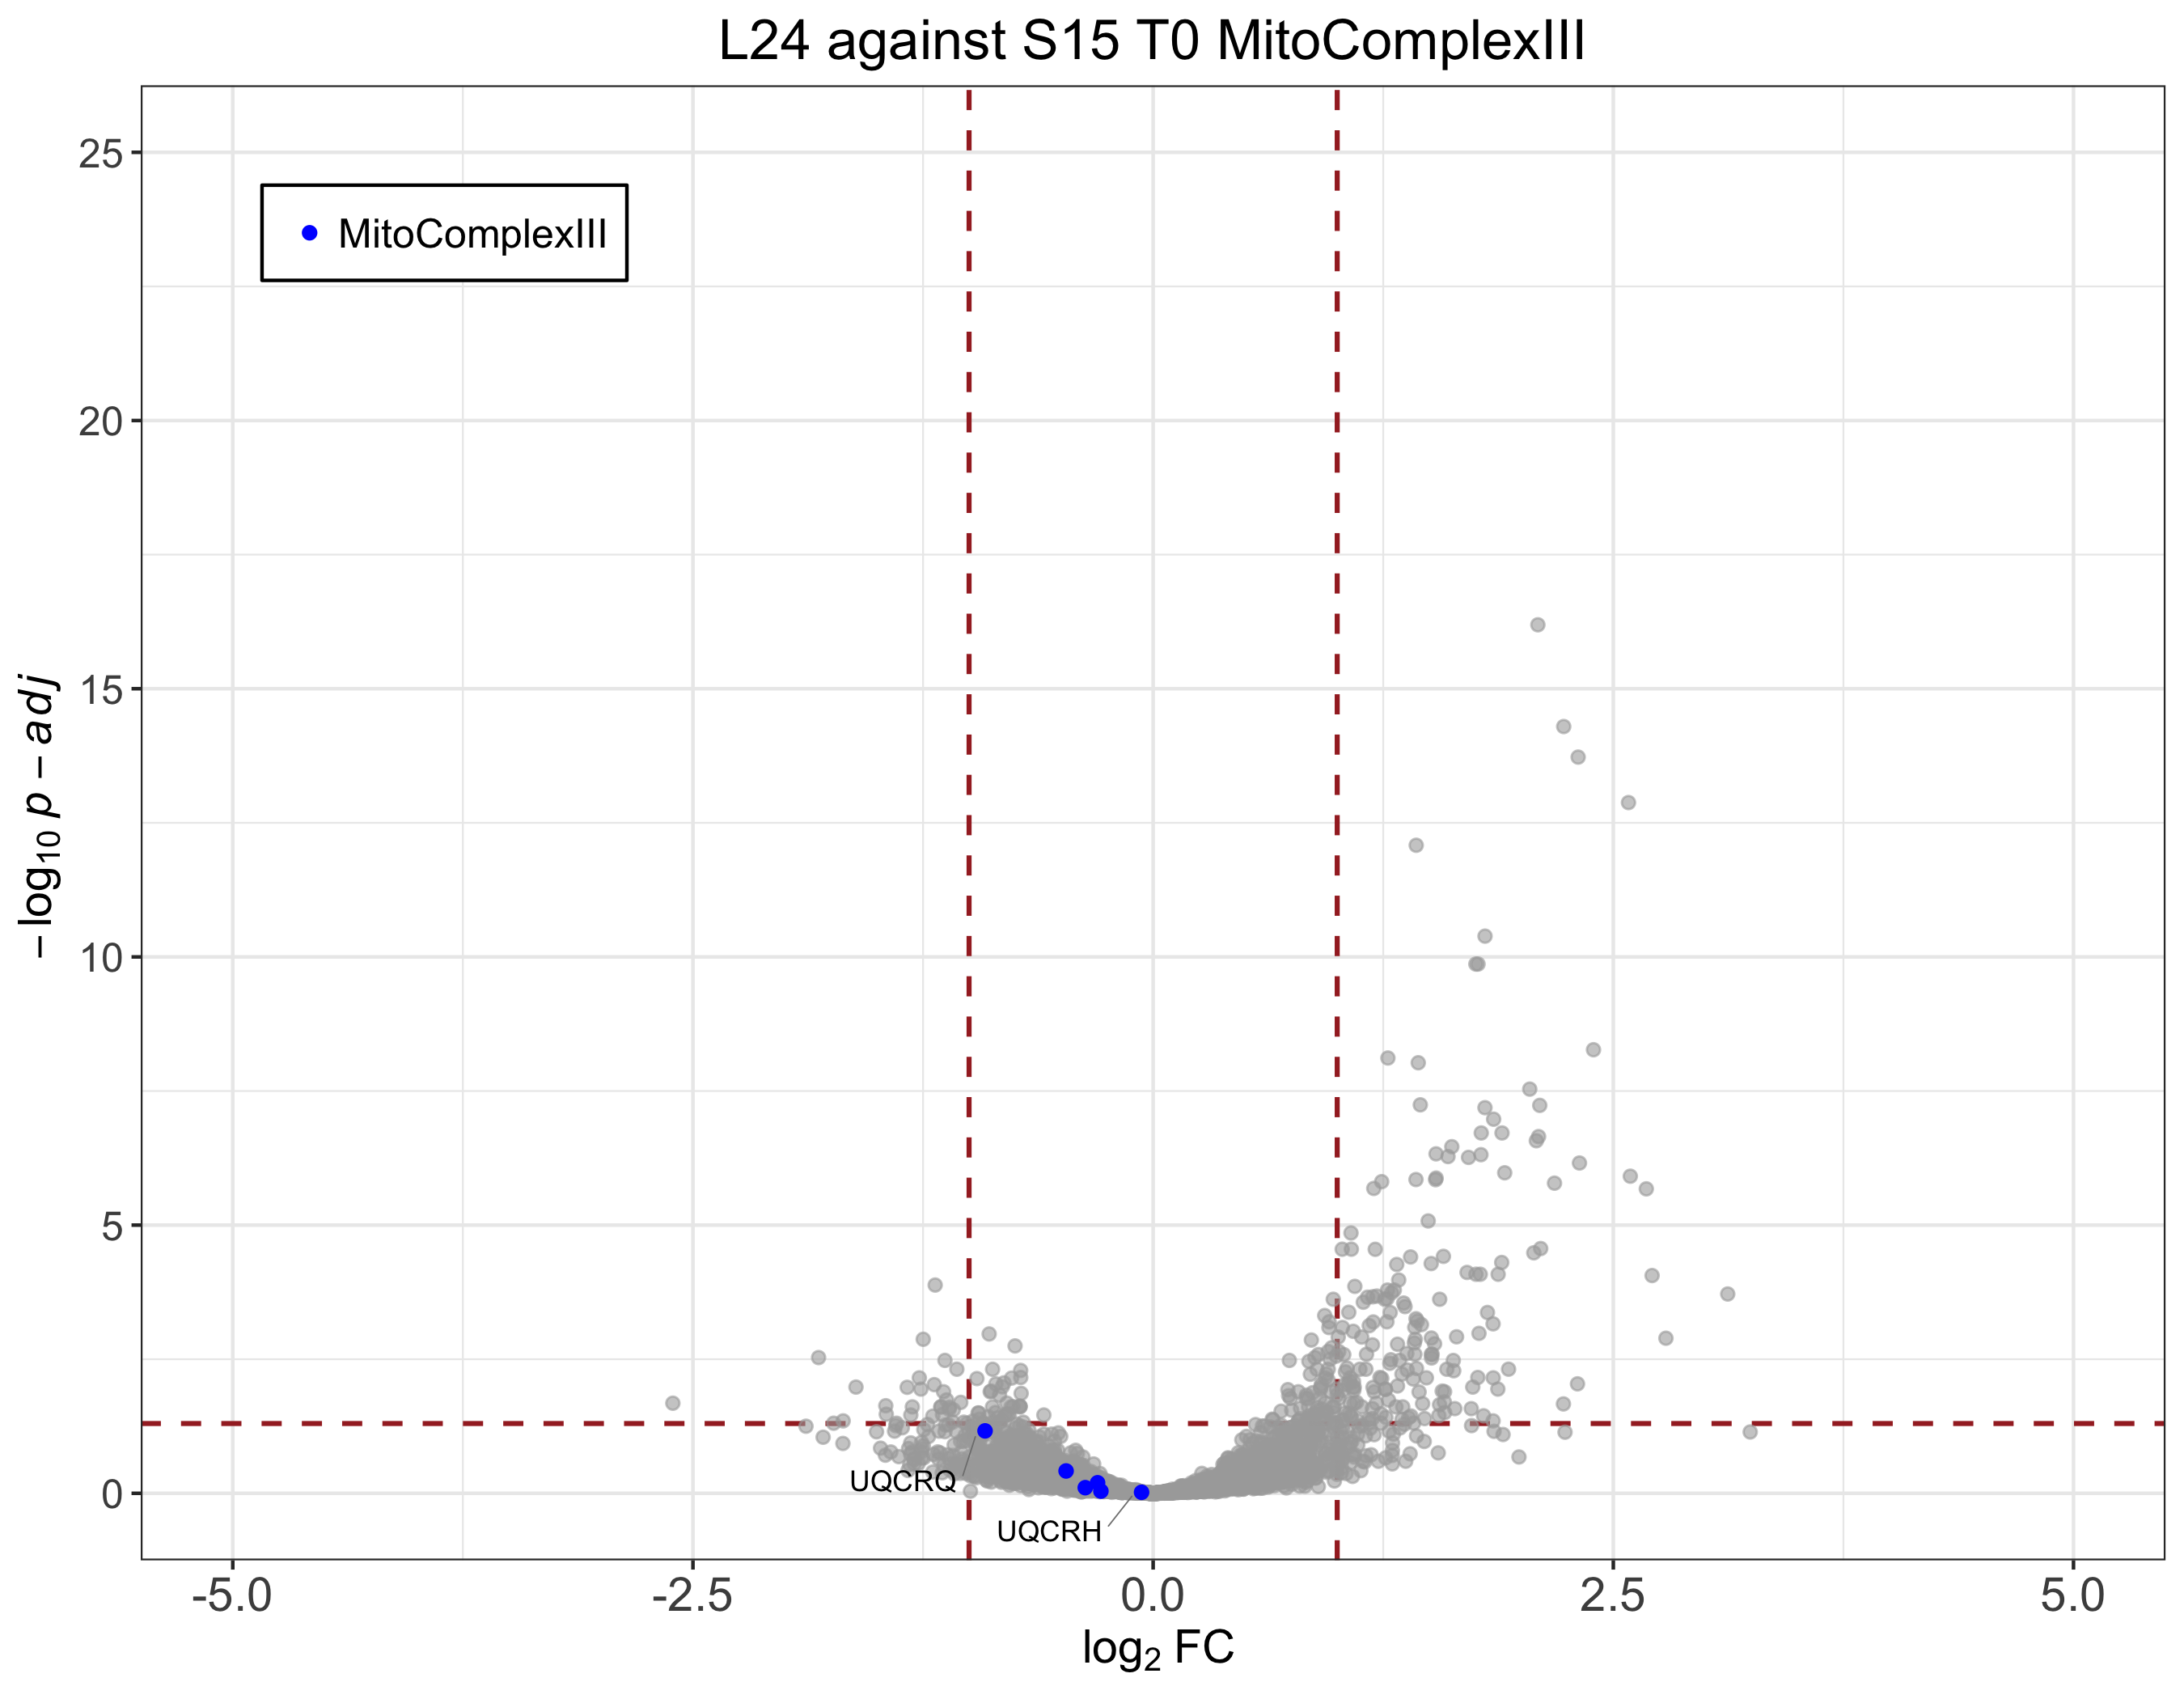 L24 against S15 T0 MitoComplexIII
25
MitoComplexIII
20
15
10
5
0
− log10 p − adj
UQCRQ
UQCRH
-5.0 -2.5 0.0 2.5 5.0
log2 FC